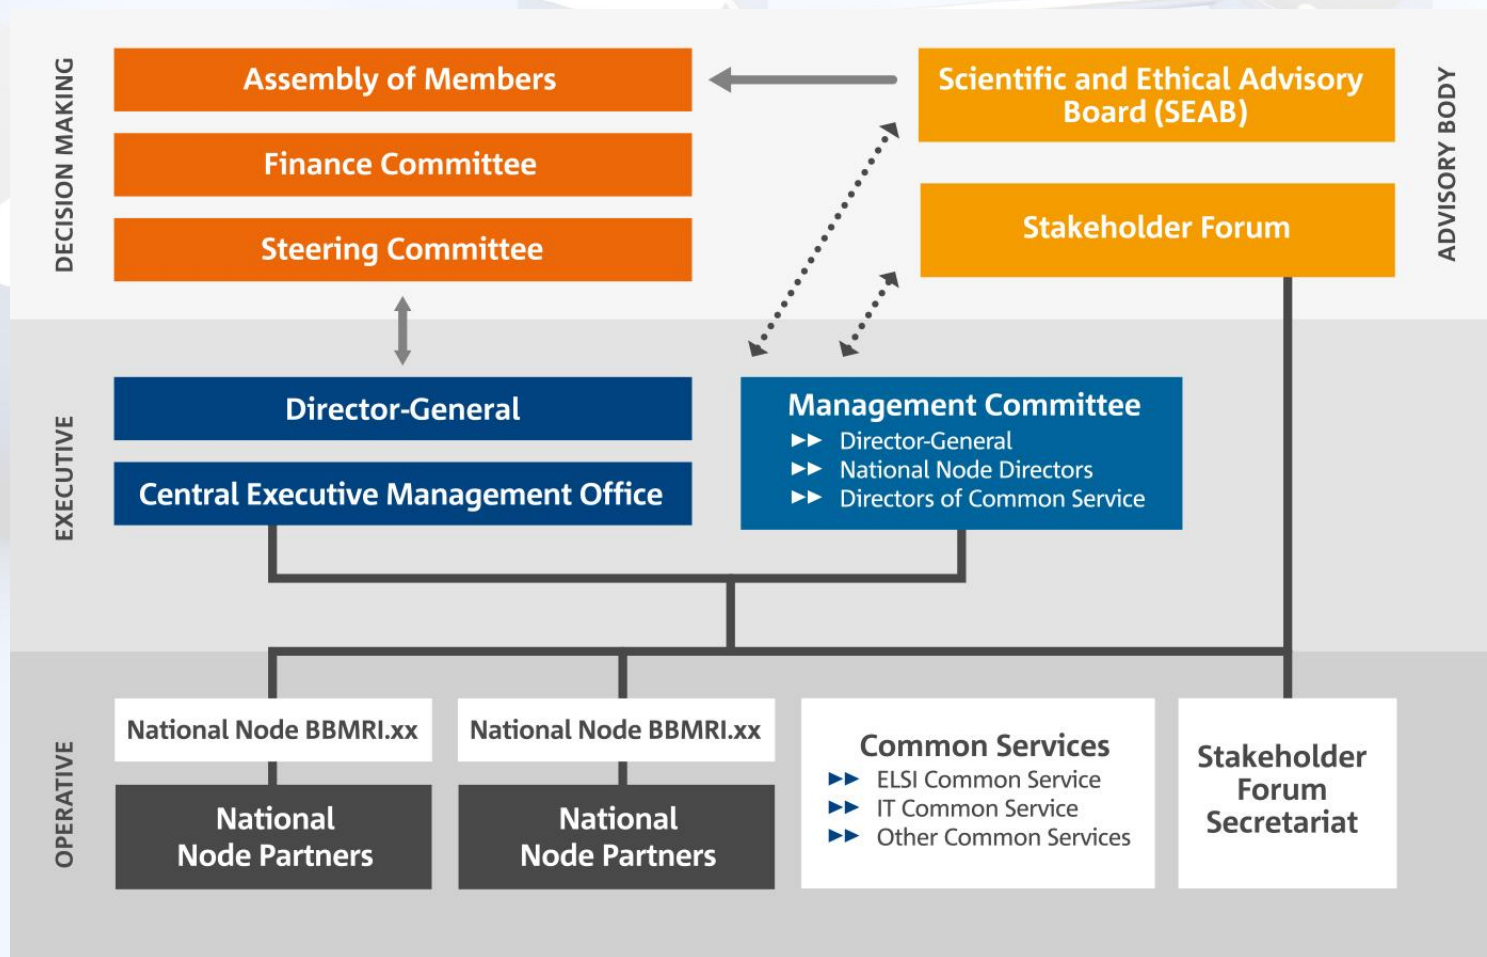 DECISION MAKING
Assembly of Members
Finance Committee
Steering Committee
Scientific and Ethical Advisory
Board (SEAB)
Stakeholder Forum
ADVISORY BODY
EXECUTIVE
Director-General
Central Executive Management Office
Management Committee
Director-General
National Node Directors
Directors of Common Service
OPERATIVE
National Node BBMRI.xx
National
Node Partners
National Node BBMRI.xx
National
Node Partners
Common Services
ELSI Common Service
IT Common Service
Other Common Services
Stakeholder
Forum
Secretariat